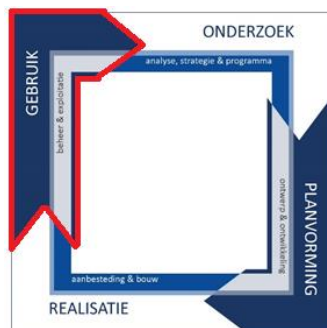 ONDERZOEK
analyse, strategie & programma
GEBRUIK
beheer & exploitatie
ontwerp & ontwikkeling
PLANVORMING
aanbesteding & bouw
REALISATIE